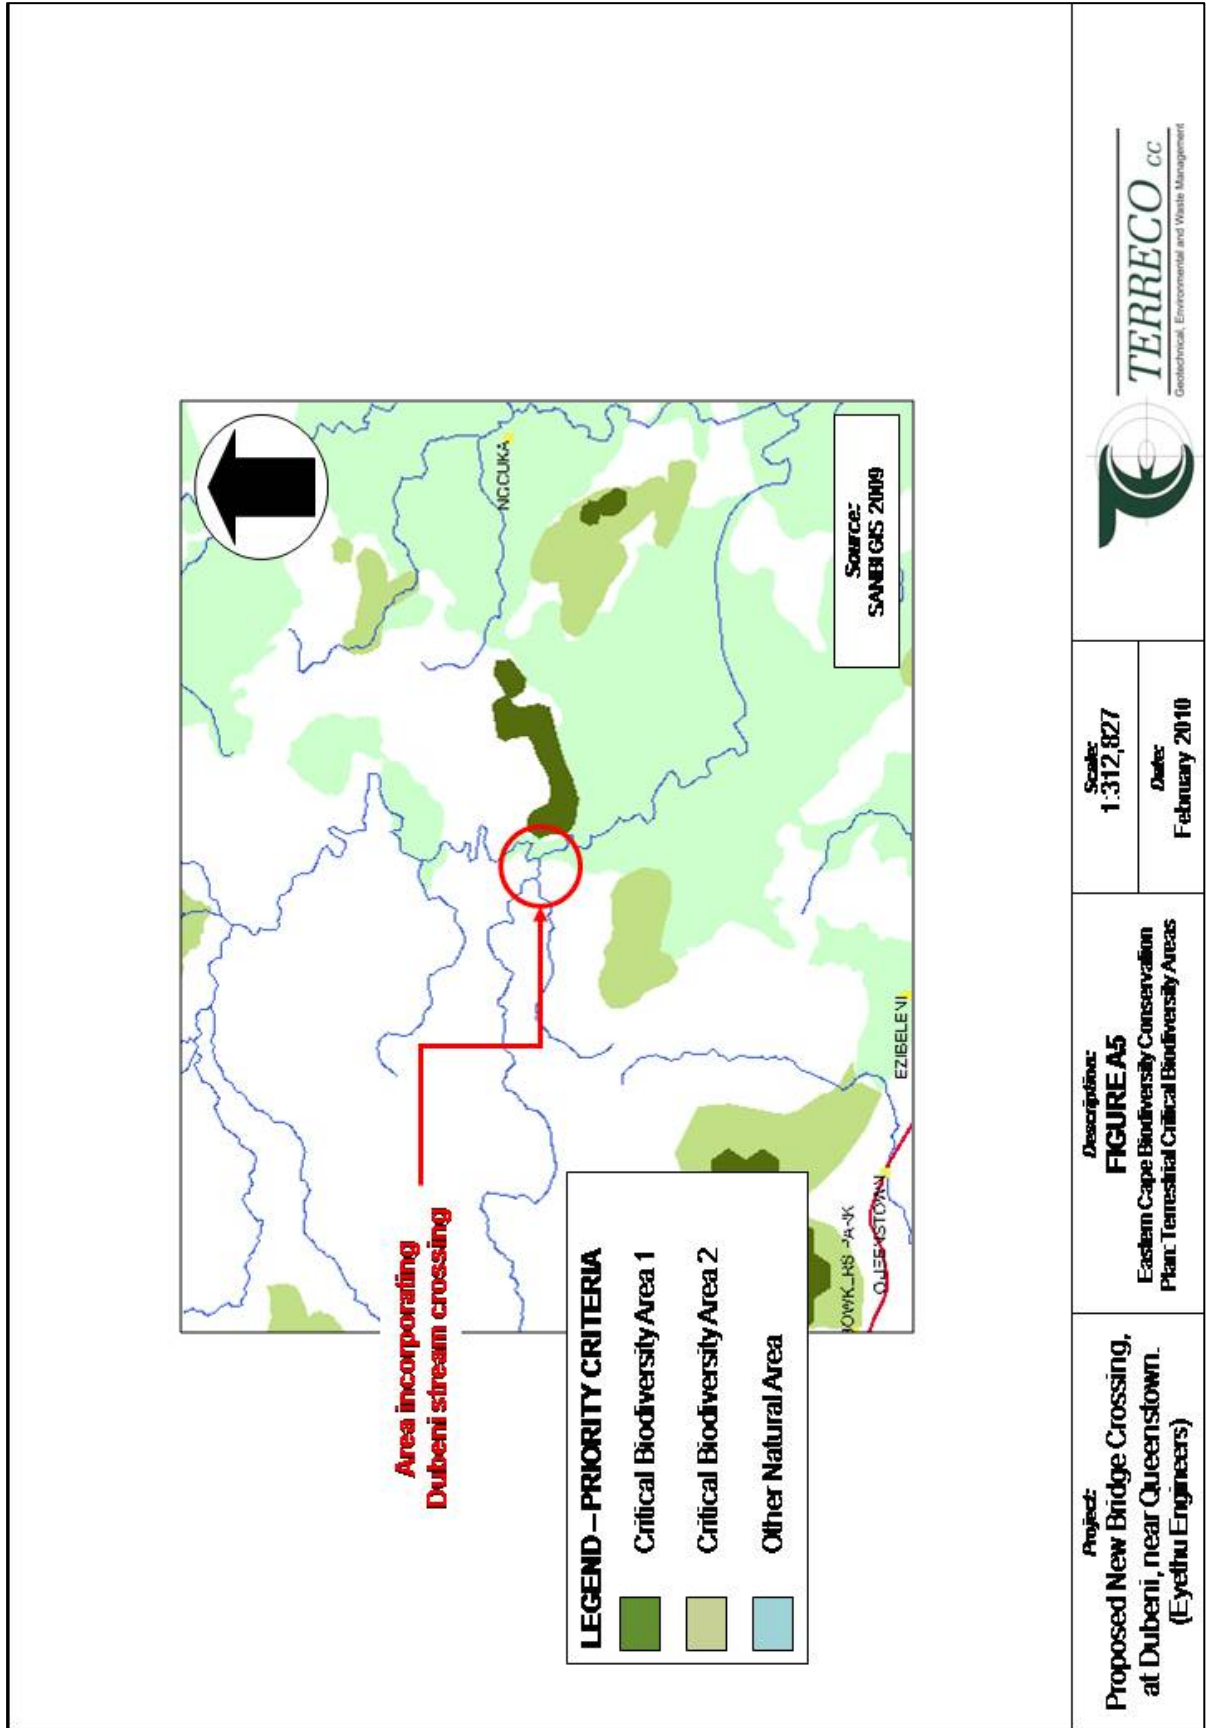 Area incorporating
Dubeni stream crossing
LEGEND – PRIORITY CRITERIA
Critical Biodiversity Area 1
Critical Biodiversity Area 2
Other Natural Area
EZIBELENI
Source:
SANBI GIS 2009
Project:
Proposed New Bridge Crossing,
at Dubeni, near Queenstown.
(Eyethu Engineers)
Description:
FIGURE A5
Eastern Cape Biodiversity Conservation
Plan: Terrestrial Critical Biodiversity Areas
Scale:
1:312,827
Date:
February 2010
TERRECO cc
Geotechnical, Environmental and Waste Management